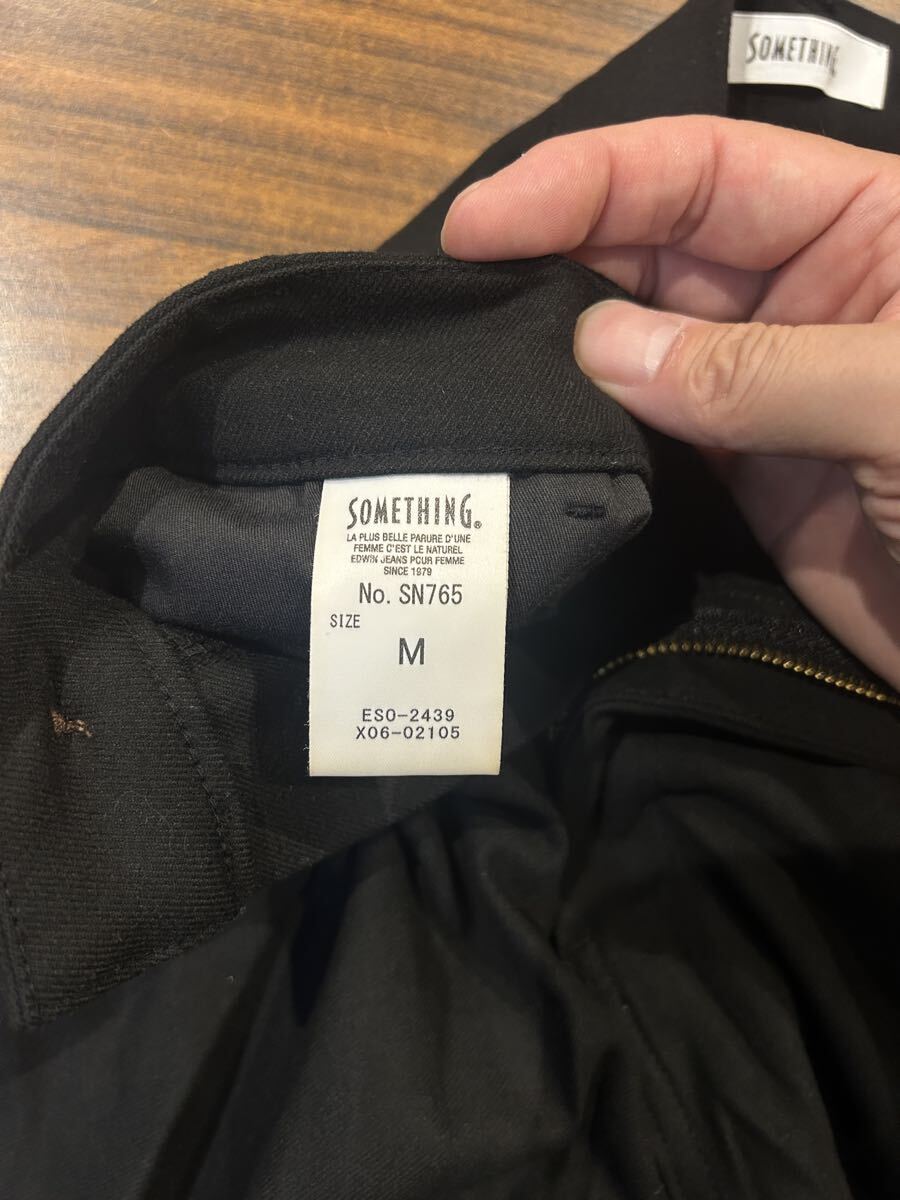 SOMETHING
SOMETHING®
LA PLUS BELLE PARURE D'UNE
FEMME C'EST LE NATUREL
EDWIN JEANS POUR FEMME
SINCE 1979
No. SN765
SIZE
M
ESO-2439
X06-02105